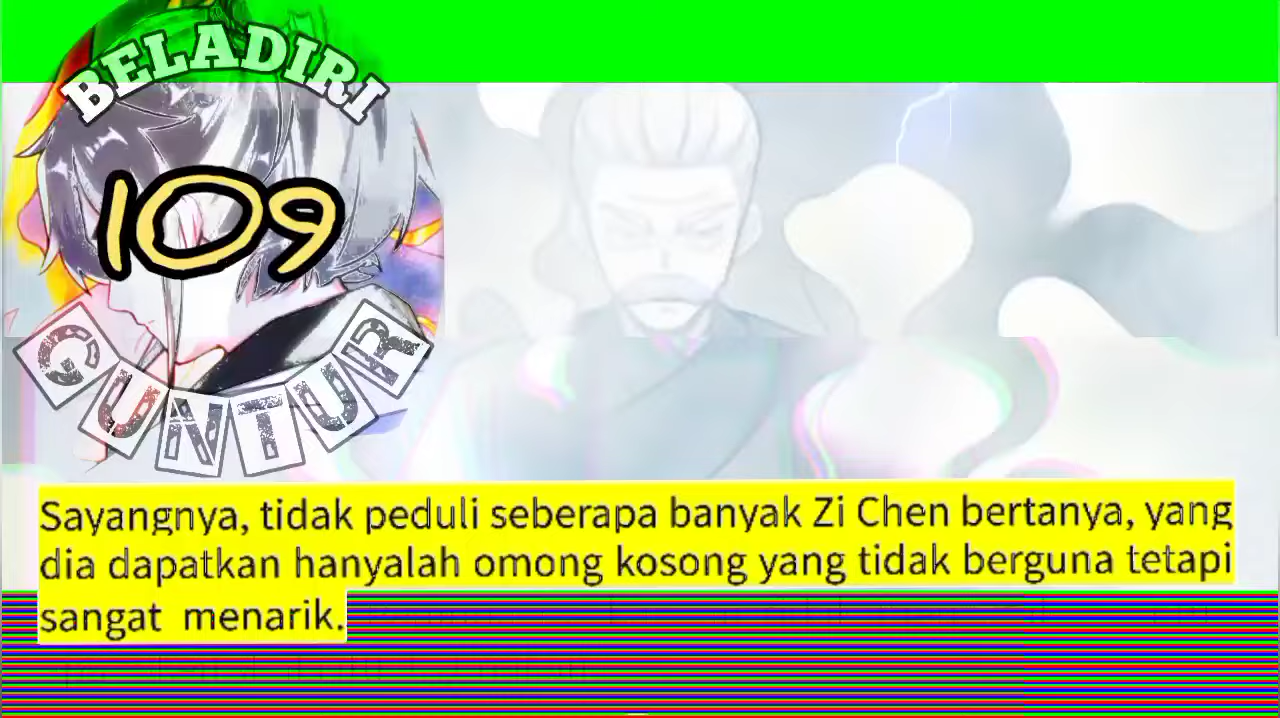 BELADIRI
109
GUNTUR
Sayangnya, tidak peduli seberapa banyak Zi Chen bertanya, yang
dia dapatkan hanyalah omong kosong yang tidak berguna tetapi
sangat menarik.